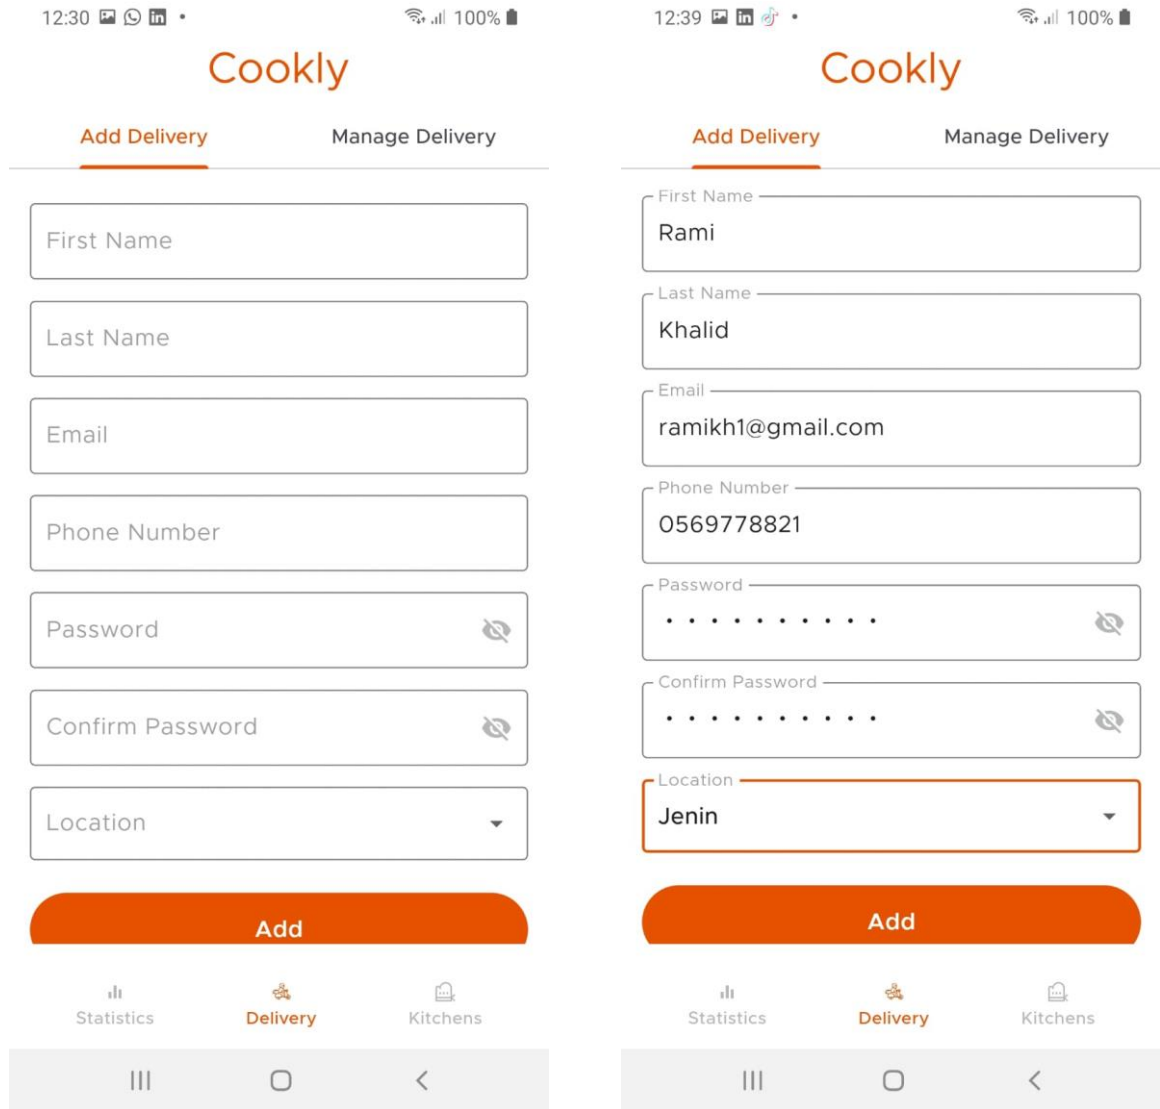 12:30
100%
Cookly
Add Delivery
Manage Delivery
First Name
Last Name
Email
Phone Number
Password
Confirm Password
Location
Add
Statistics
Delivery
Kitchens
12:39
100%
Cookly
Add Delivery
Manage Delivery
First Name
Rami
Last Name
Khalid
Email
ramikh1@gmail.com
Phone Number
0569778821
Password
• • • • • • • • • •
Confirm Password
• • • • • • • • • •
Location
Jenin
Add
Statistics
Delivery
Kitchens